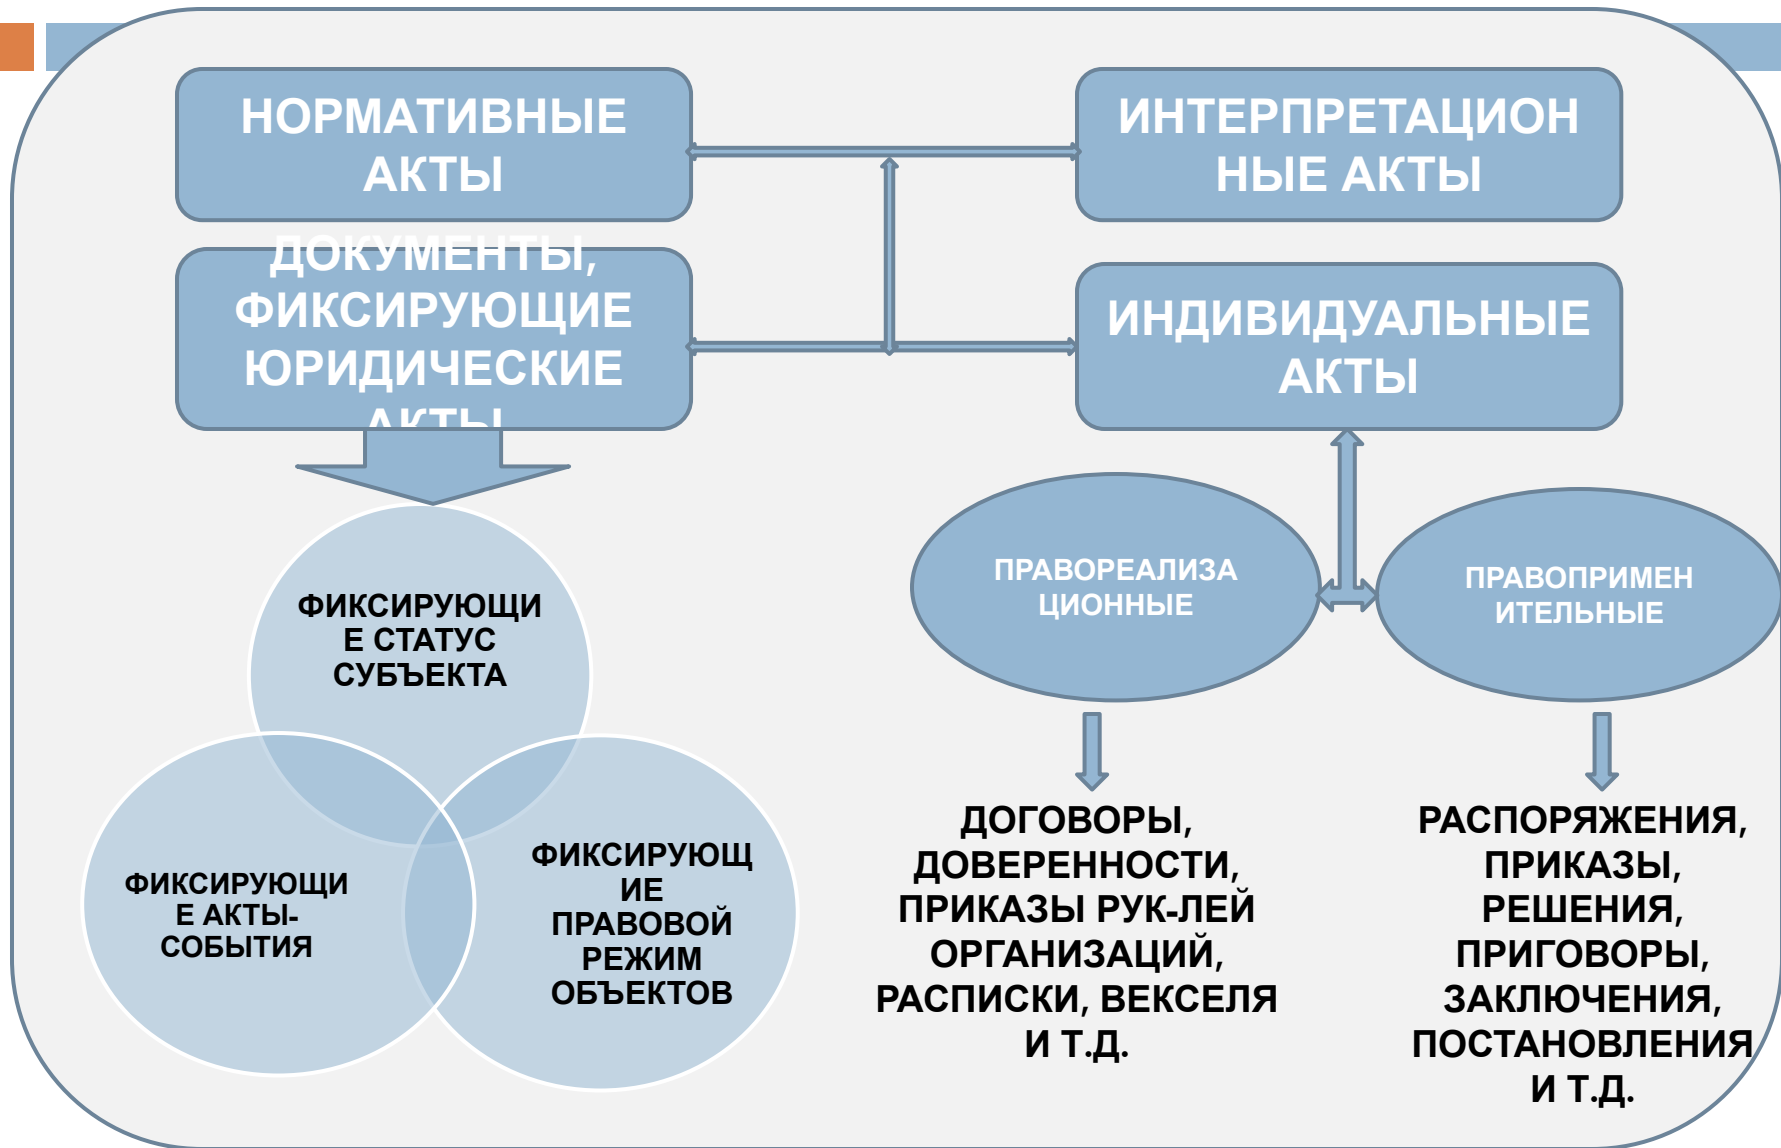 НОРМАТИВНЫЕ
АКТЫ
ИНТЕРПРЕТАЦИОН
НЫЕ АКТЫ
ДОКУМЕНТЫ,
ФИКСИРУЮЩИЕ
ЮРИДИЧЕСКИЕ
АКТЫ
ИНДИВИДУАЛЬНЫЕ
АКТЫ
ФИКСИРУЮЩИ
Е СТАТУС
СУБЪЕКТА
ФИКСИРУЮЩИ
Е АКТЫ-
СОБЫТИЯ
ФИКСИРУЮЩ
ИЕ
ПРАВОВОЙ
РЕЖИМ
ОБЪЕКТОВ
ПРАВОРЕАЛИЗА
ЦИОННЫЕ
ПРАВОПРИМЕН
ИТЕЛЬНЫЕ
ДОГОВОРЫ,
ДОВЕРЕННОСТИ,
ПРИКАЗЫ РУК-ЛЕЙ
ОРГАНИЗАЦИЙ,
РАСПИСКИ, ВЕКСЕЛЯ
И Т.Д.
РАСПОРЯЖЕНИЯ,
ПРИКАЗЫ,
РЕШЕНИЯ,
ПРИГОВОРЫ,
ЗАКЛЮЧЕНИЯ,
ПОСТАНОВЛЕНИЯ
И Т.Д.